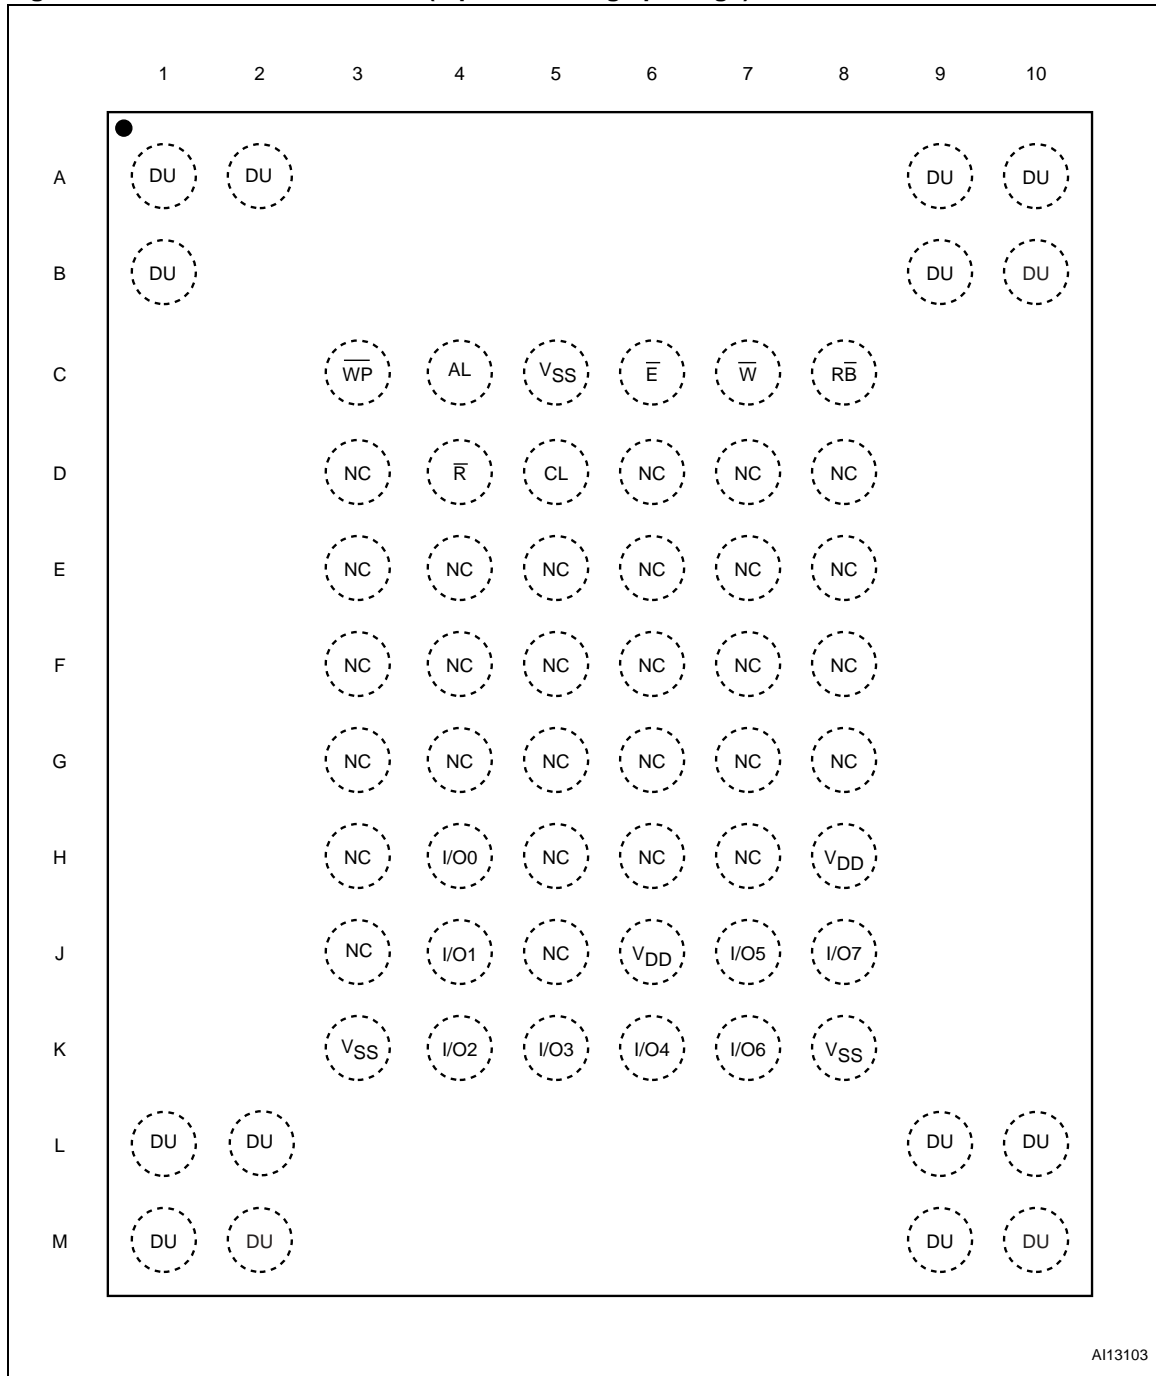 1 2 3 4 5 6 7 8 9 10
A DU DU DU DU
B DU DU DU
C W̅P̅ AL VSS E̅ W̅ RB̅
D NC R̅ CL NC NC NC
E NC NC NC NC NC NC
F NC NC NC NC NC NC
G NC NC NC NC NC NC
H NC I/O0 NC NC NC VDD
J NC I/O1 NC VDD I/O5 I/O7
K VSS I/O2 I/O3 I/O4 I/O6 VSS
L DU DU DU DU
M DU DU DU DU
AI13103